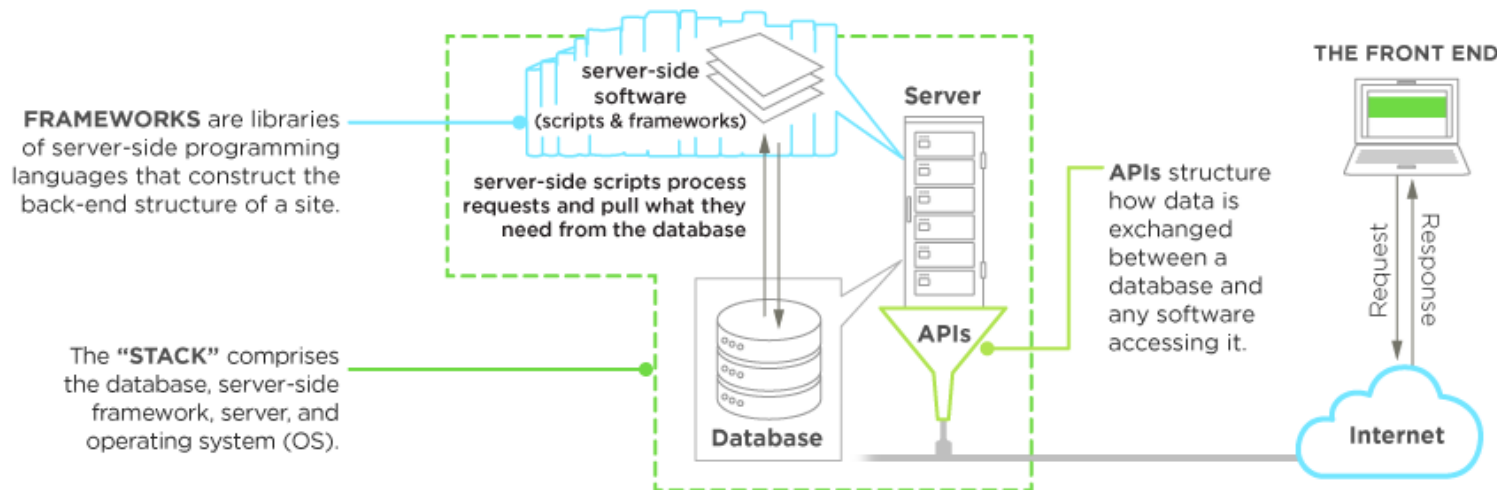 server-side
software
(scripts & frameworks)
FRAMEWORKS are libraries
of server-side programming
languages that construct the
back-end structure of a site.
server-side scripts process
requests and pull what they
need from the database
The “STACK” comprises
the database, server-side
framework, server, and
operating system (OS).
Database
Server
APIs
APIs structure
how data is
exchanged
between a
database and
any software
accessing it.
THE FRONT END
Request
Response
Internet